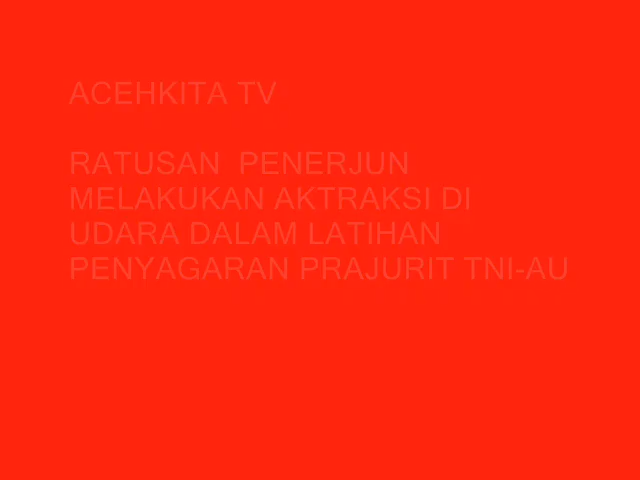 ACEHKITA TV
RATUSAN PENERJUN
MELAKUKAN AKTRAKSI DI
UDARA DALAM LATIHAN
PENYAGARAN PRAJURIT TNI-AU